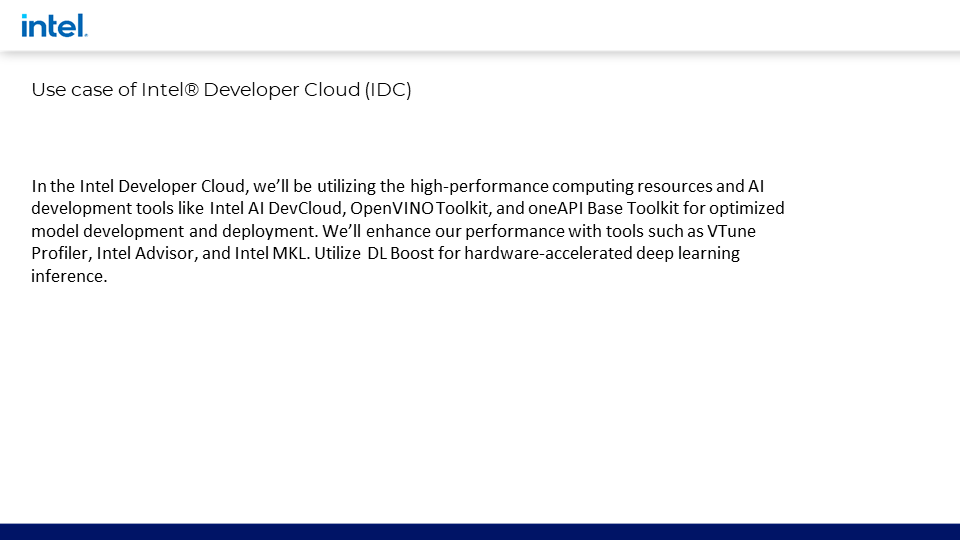 intel.
Use case of Intel® Developer Cloud (IDC)
In the Intel Developer Cloud, we’ll be utilizing the high-performance computing resources and AI
development tools like Intel AI DevCloud, OpenVINO Toolkit, and oneAPI Base Toolkit for optimized
model development and deployment. We’ll enhance our performance with tools such as VTune
Profiler, Intel Advisor, and Intel MKL. Utilize DL Boost for hardware-accelerated deep learning
inference.